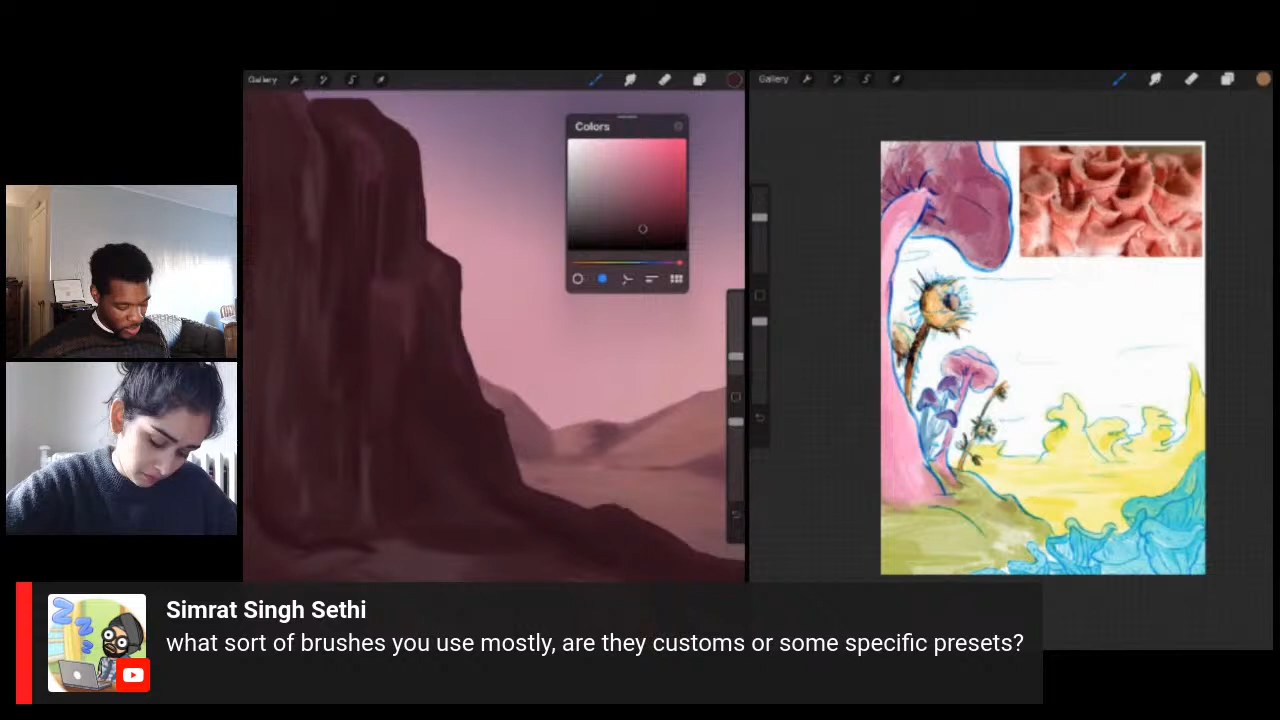 Gallery
Colors
Gallery
Simrat Singh Sethi
what sort of brushes you use mostly, are they customs or some specific presets?